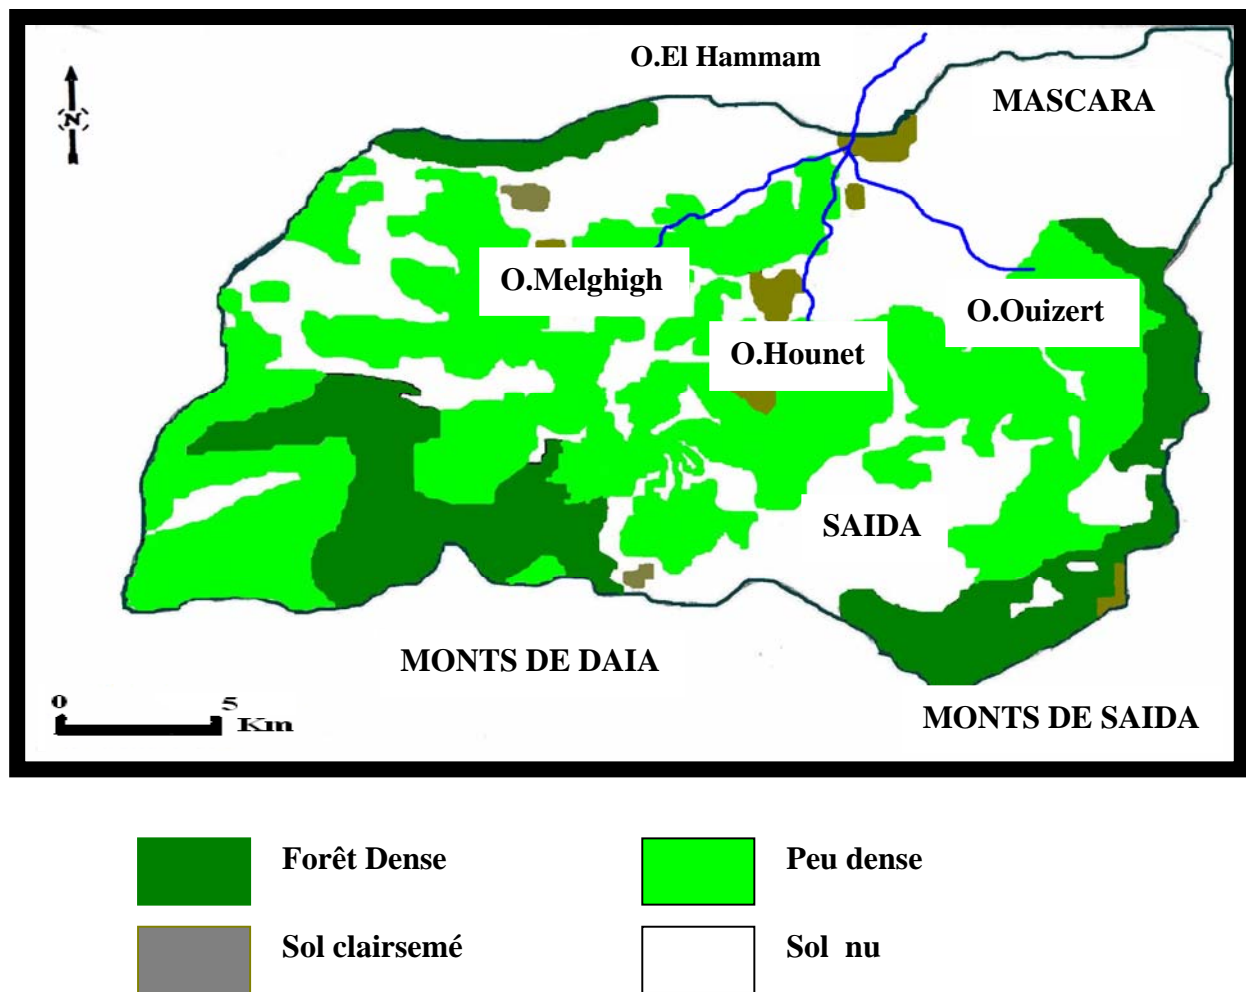 O.El Hammam
MASCARA
N
O.Melghigh
O.Ouizert
O.Hounet
SAIDA
MONTS DE DAIA
0 5
Km
MONTS DE SAIDA
Forêt Dense
Peu dense
Sol clairsemé
Sol nu